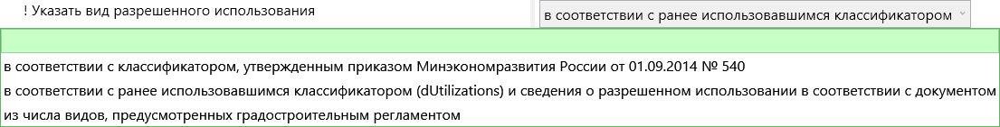 ! Указать вид разрешенного использования
в соответствии с ранее использовавшимся классификатором
в соответствии с классификатором, утвержденным приказом Минэкономразвития России от 01.09.2014 № 540
в соответствии с ранее использовавшимся классификатором (dUtilizations) и сведения о разрешенном использовании в соответствии с документом
из числа видов, предусмотренных градостроительным регламентом